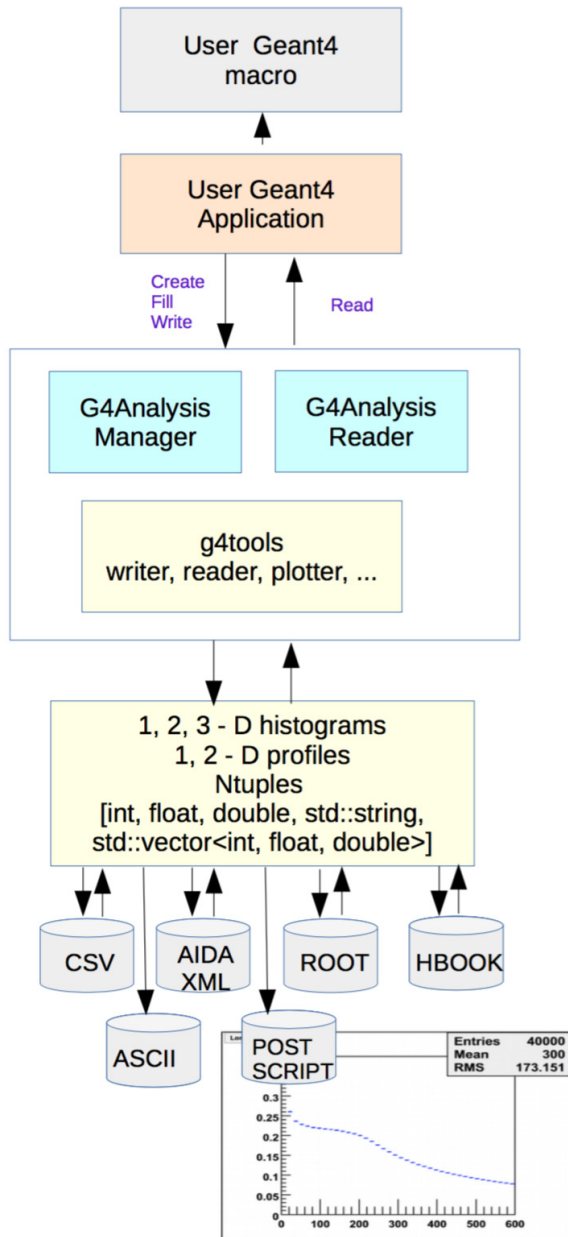 User Geant4
macro
User Geant4
Application
Create
Fill
Write
Read
G4Analysis
Manager
G4Analysis
Reader
g4tools
writer, reader, plotter, ...
1, 2, 3 - D histograms
1, 2 - D profiles
Ntuples
[int, float, double, std::string,
std::vector<int, float, double>]
CSV
AIDA
XML
ROOT
HBOOK
ASCII
POST
SCRIPT
Entries 40000
Mean 300
RMS 173.151
0.3
0.25
0.2
0.15
0.1
0.05
0
0 100 200 300 400 500 600